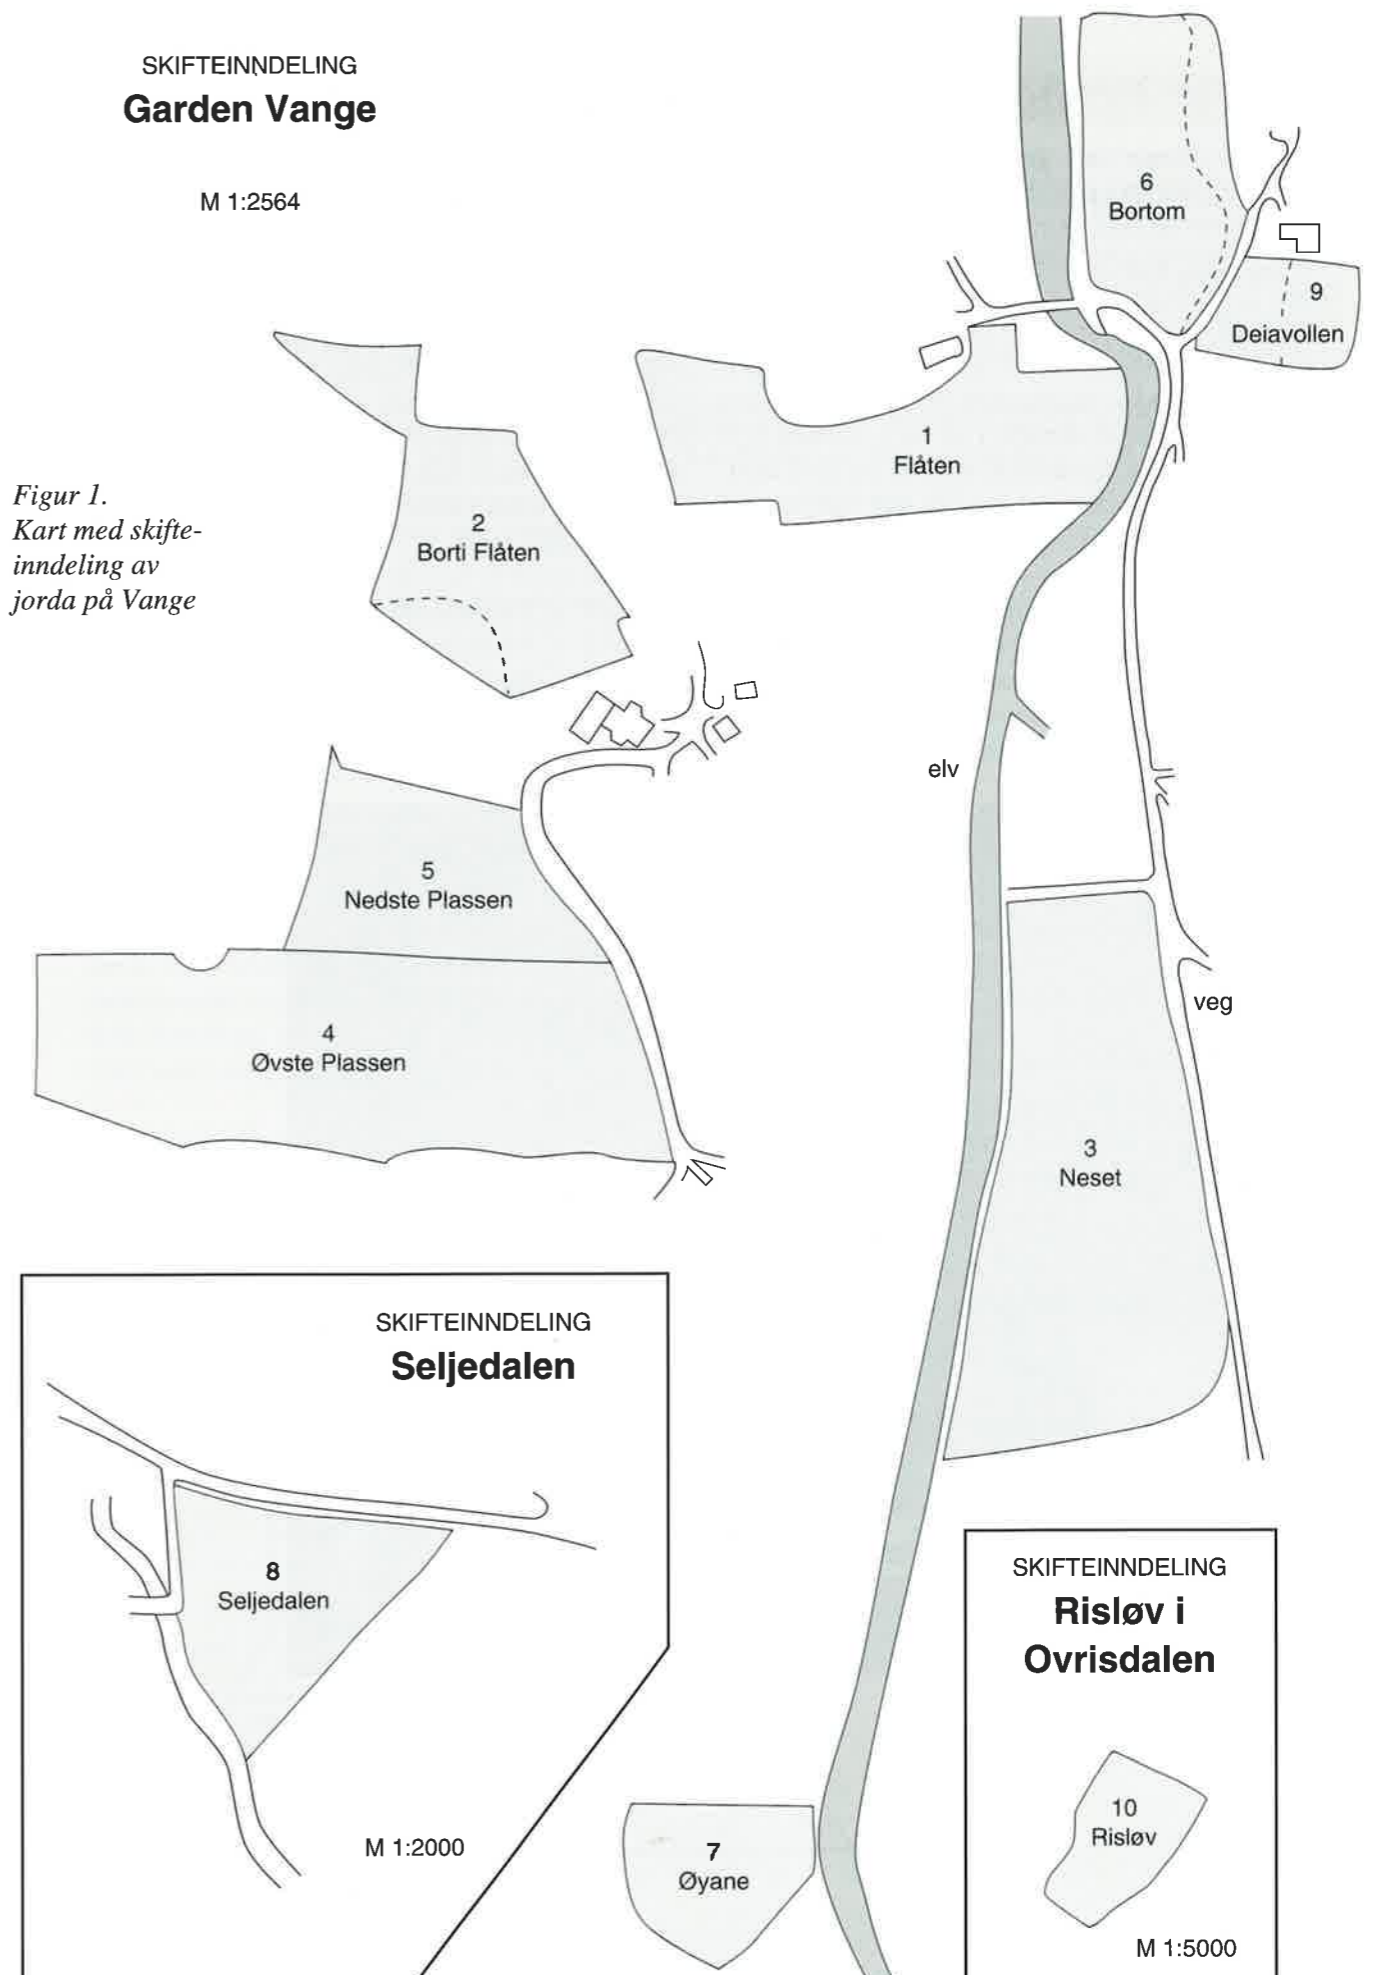 SKIFTEINNDELING
Garden Vange
M 1:2564
6
Bortom
9
Deiavollen
1
Flåten
Figur 1.
Kart med skifte-
inndeling av
jorda på Vange
2
Borti Flåten
elv
5
Nedste Plassen
veg
4
Øvste Plassen
3
Neset
SKIFTEINNDELING
Seljedalen
8
Seljedalen
M 1:2000
SKIFTEINNDELING
Risløv i
Ovrisdalen
10
Risløv
M 1:5000
7
Øyane